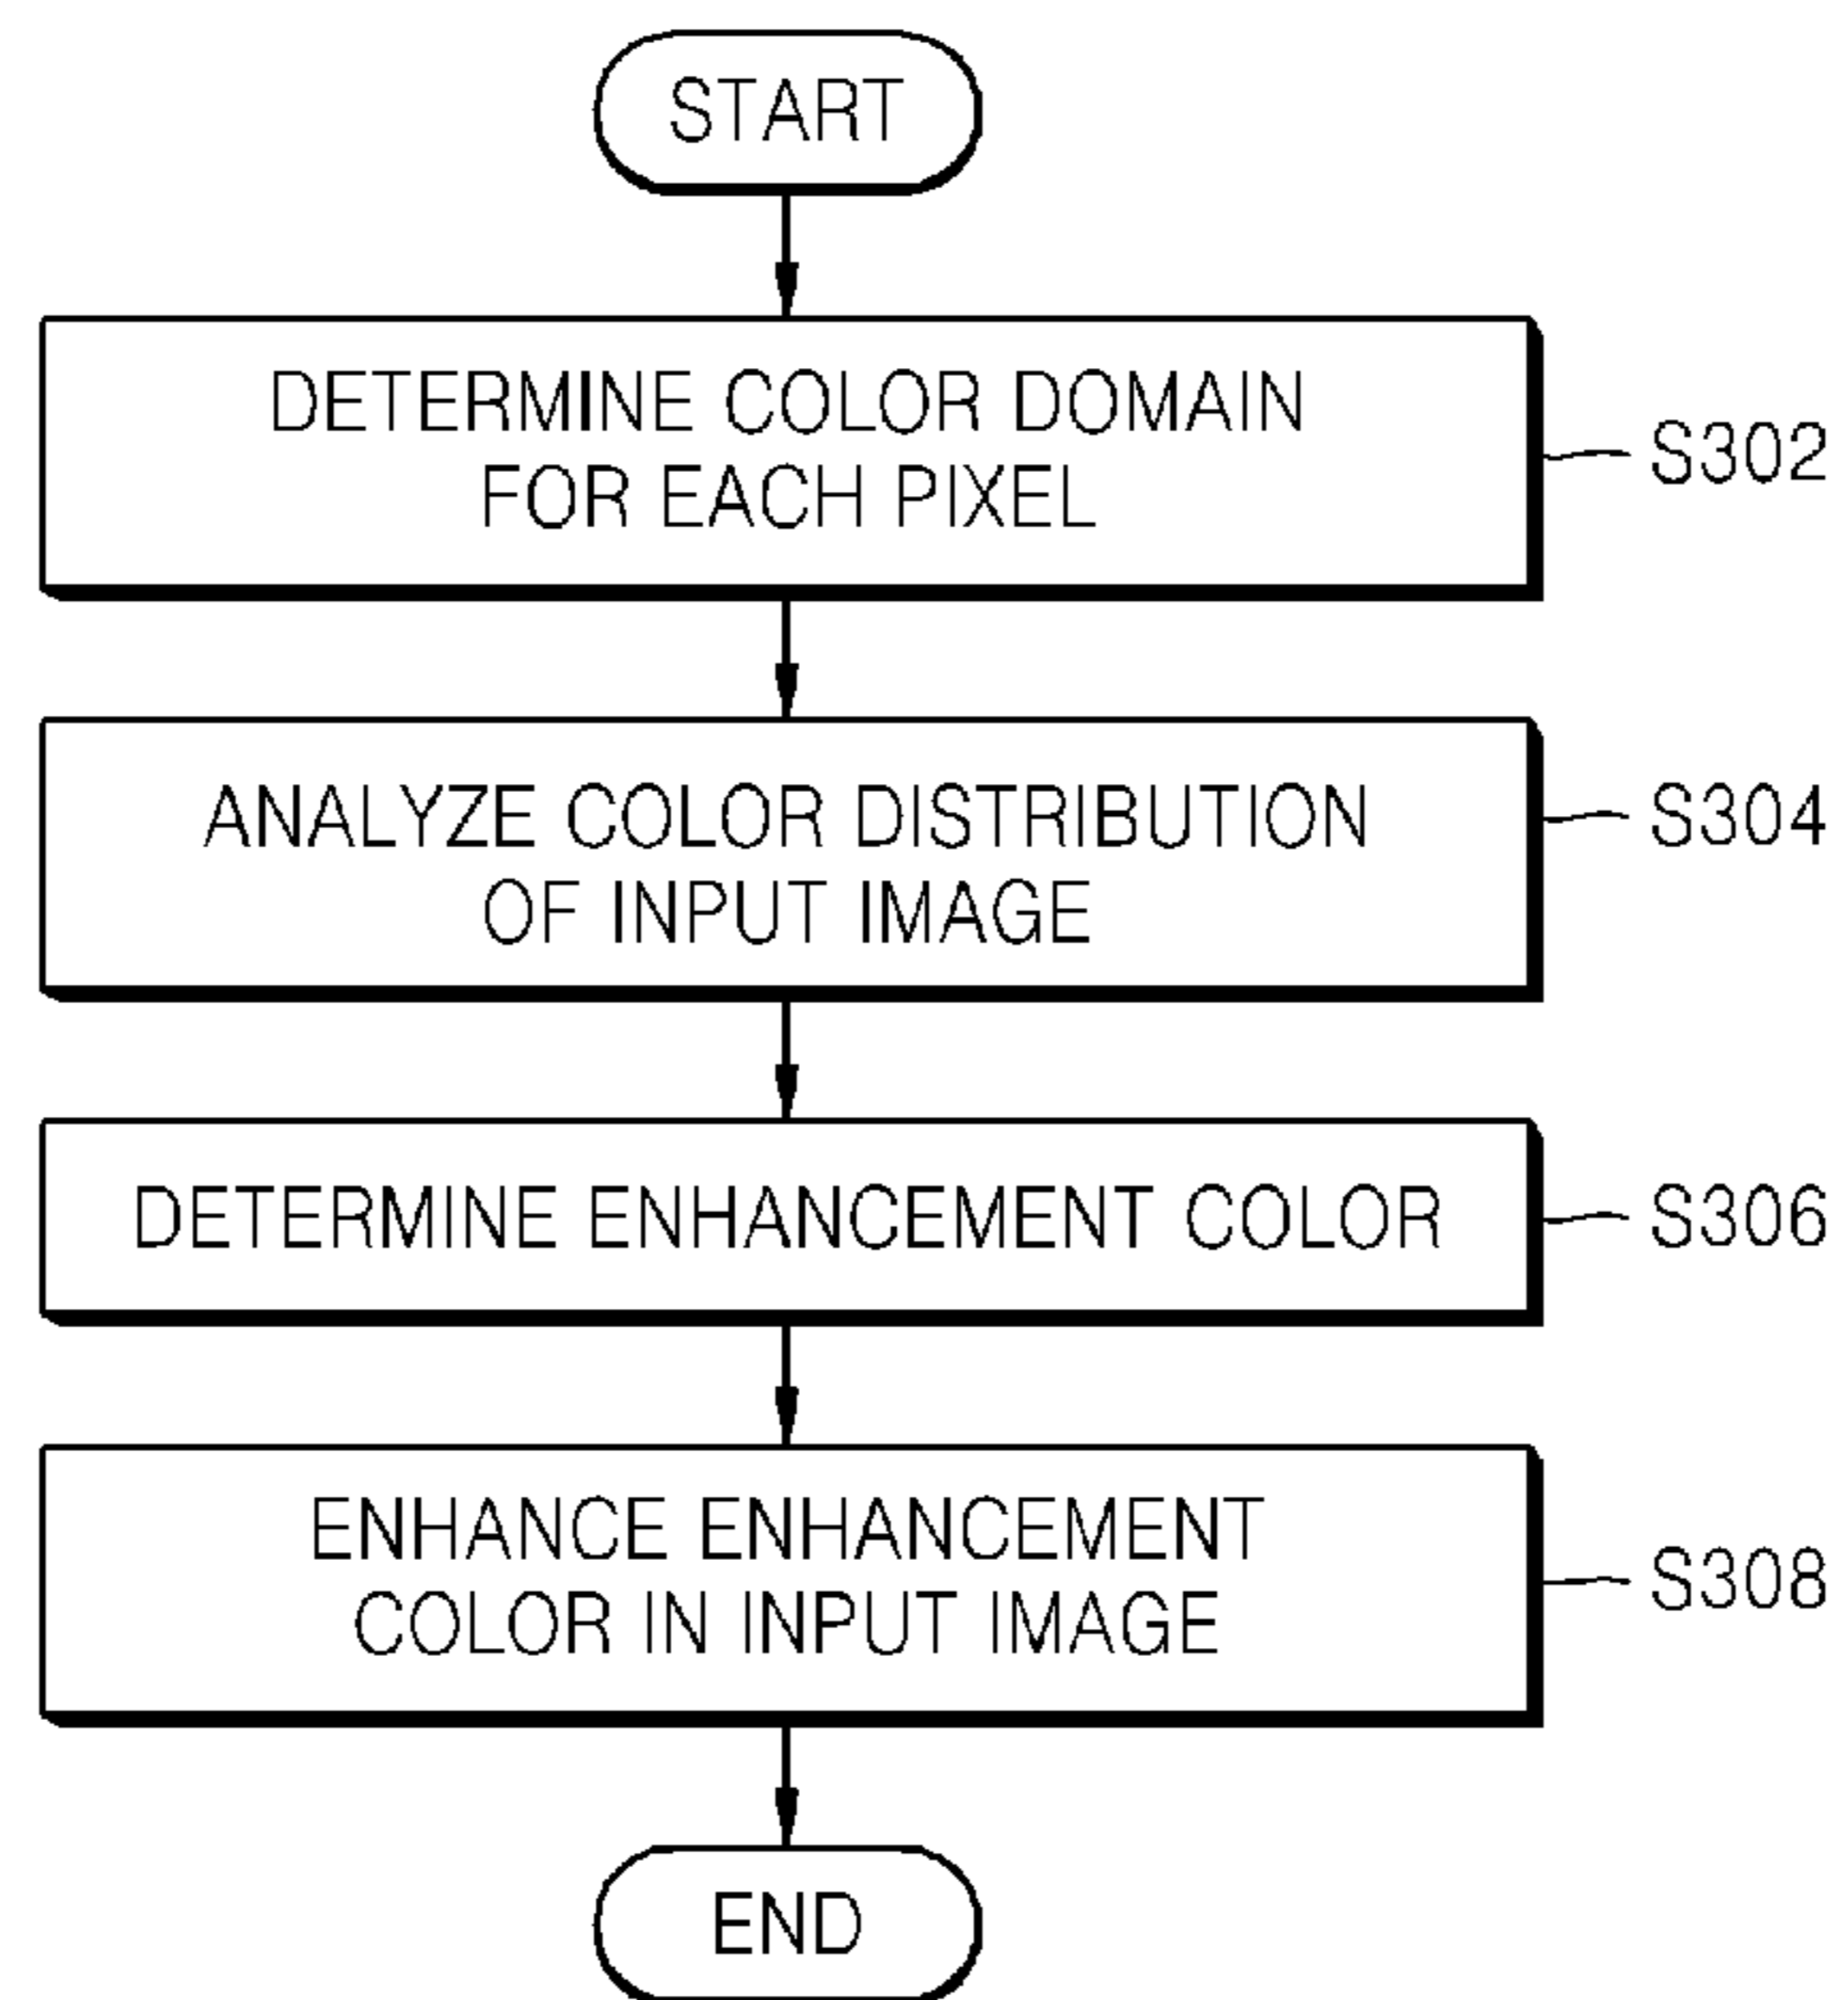 START
DETERMINE COLOR DOMAIN
FOR EACH PIXEL
S302
ANALYZE COLOR DISTRIBUTION
OF INPUT IMAGE
S304
DETERMINE ENHANCEMENT COLOR
S306
ENHANCE ENHANCEMENT
COLOR IN INPUT IMAGE
S308
END